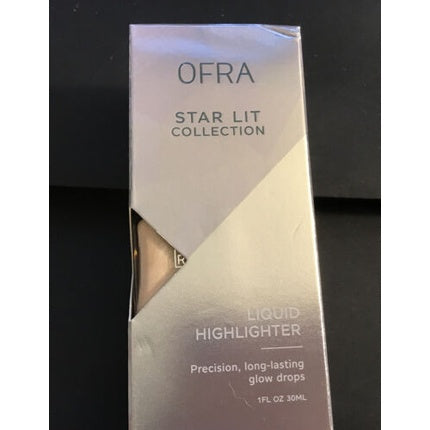 OFRA
STAR LIT
COLLECTION
R
LIQUID
HIGHLIGHTER
Precision, long-lasting
glow drops
1FL OZ 30ML